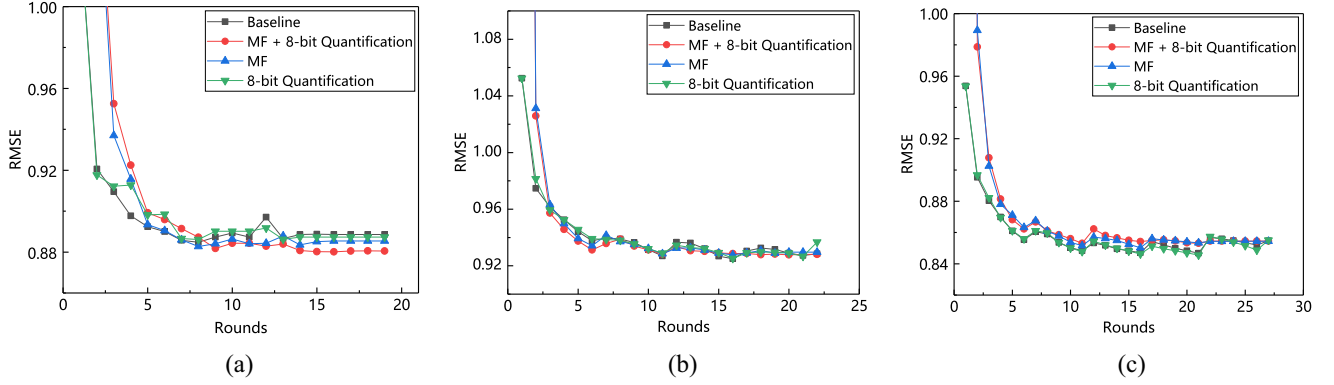 1.00
0.96
0.92
0.88
RMSE
0
5
10
15
20
Rounds
Baseline
MF + 8-bit Quantification
MF
8-bit Quantification
(a)
1.08
1.04
1.00
0.96
0.92
RMSE
0
5
10
15
20
25
Rounds
Baseline
MF + 8-bit Quantification
MF
8-bit Quantification
(b)
1.00
0.96
0.92
0.88
0.84
RMSE
0
5
10
15
20
25
30
Rounds
Baseline
MF + 8-bit Quantification
MF
8-bit Quantification
(c)